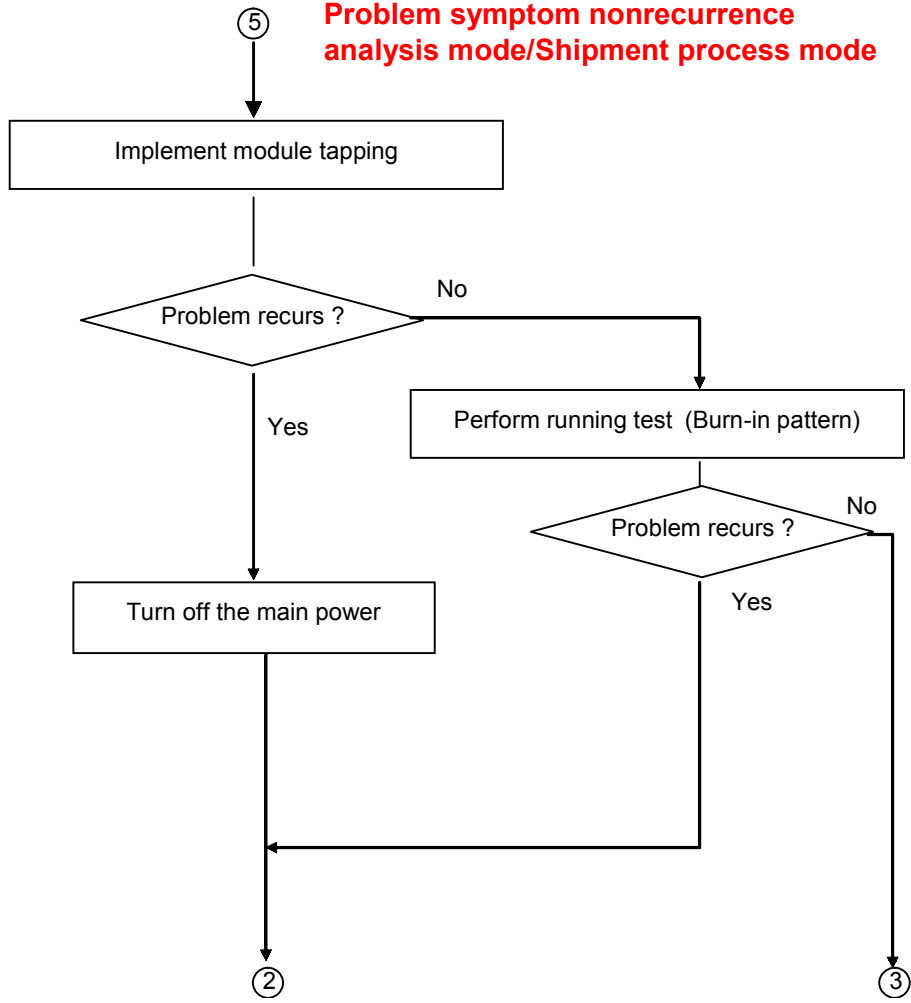 5
Problem symptom nonrecurrence
analysis mode/Shipment process mode
Implement module tapping
Problem recurs ?
No
Yes
Perform running test (Burn-in pattern)
Problem recurs ?
No
Yes
Turn off the main power
2
3